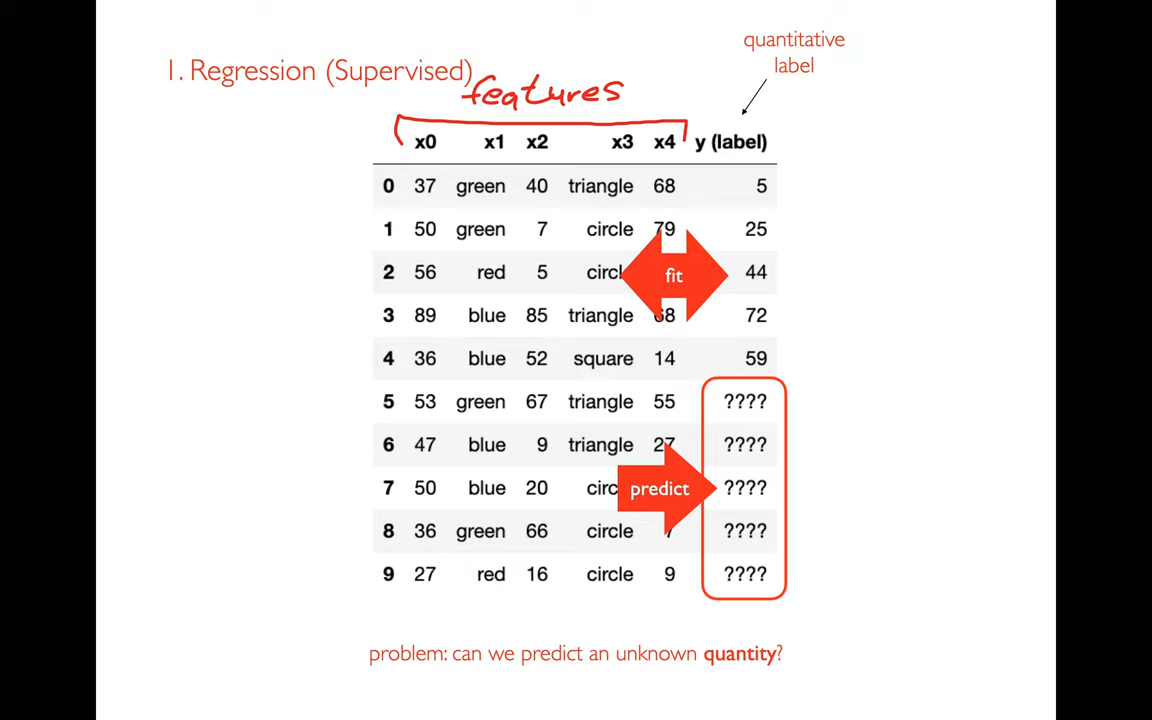 quantitative
label
1. Regression (Supervised)
features
x0 x1 x2 x3 x4 y (label)
0 37 green 40 triangle 68 5
1 50 green 7 circle 79 25
2 56 red 5 fit 44
3 89 blue 85 triangle 68 72
4 36 blue 52 square 14 59
5 53 green 67 triangle 55 ????
6 47 blue 9 triangle 27 ????
7 50 blue 20 predict ????
8 36 green 66 circle 7 ????
9 27 red 16 circle 9 ????
problem: can we predict an unknown quantity?